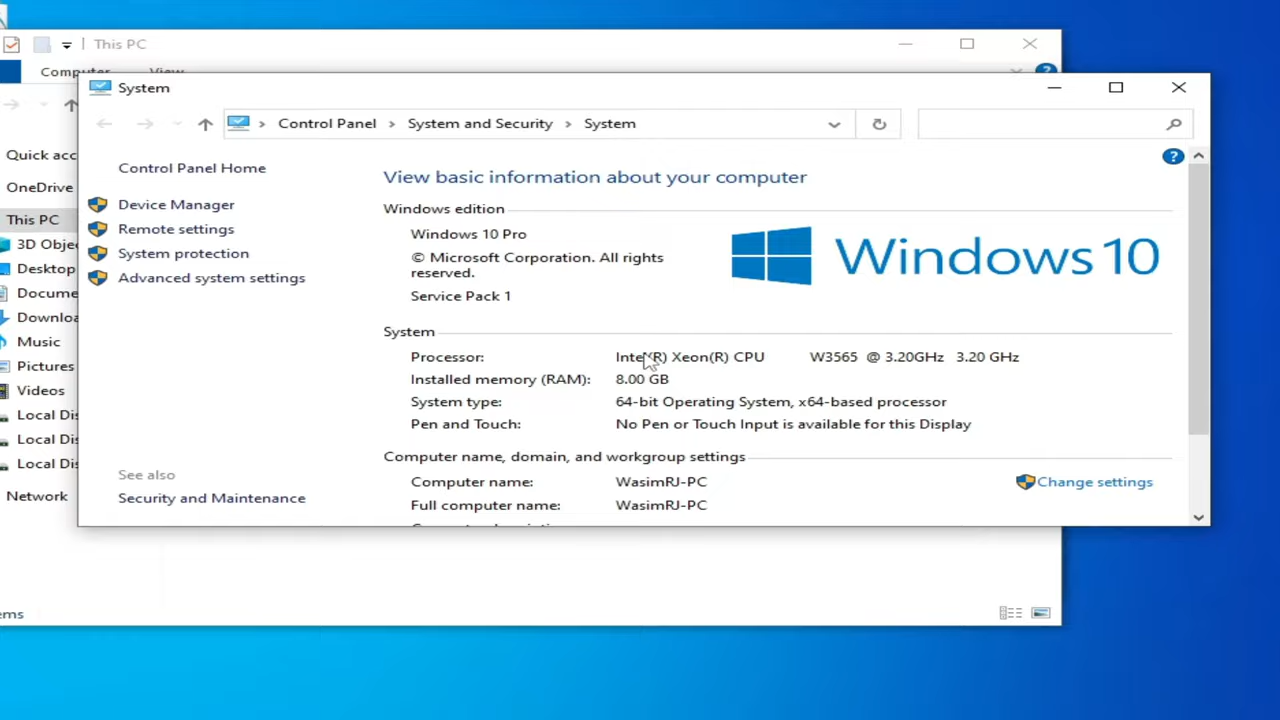 This PC
Computer View
System
Control Panel System and Security System
Control Panel Home
Device Manager
Remote settings
System protection
Advanced system settings
See also
Security and Maintenance
View basic information about your computer
Windows edition
Windows 10 Pro
© Microsoft Corporation. All rights
reserved.
Service Pack 1
Windows 10
System
Processor: Intel(R) Xeon(R) CPU W3565 @ 3.20GHz 3.20 GHz
Installed memory (RAM): 8.00 GB
System type: 64-bit Operating System, x64-based processor
Pen and Touch: No Pen or Touch Input is available for this Display
Computer name, domain, and workgroup settings
Computer name: WasimRJ-PC
Change settings
Full computer name: WasimRJ-PC
Quick acc
OneDrive
This PC
3D Obje
Desktop
Docume
Downloa
Music
Pictures
Videos
Local Dis
Local Dis
Local Dis
Network
ems